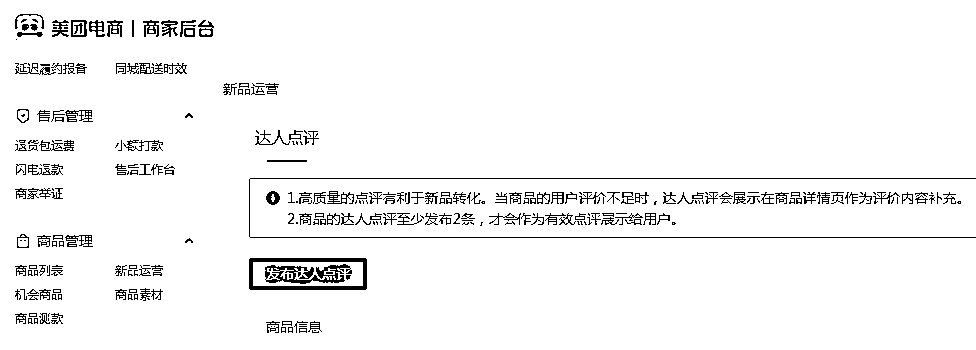 美团电商丨商家后台
延迟履约报备 同城配送时效
新品运营
售后管理
达人点评
退货包运费 小额打款
闪电退款 售后工作台
商家举证
1.高质量的点评有利于新品转化。当商品的用户评价不足时，达人点评会展示在商品详情页作为评价内容补充。
2.商品的达人点评至少发布2条，才会作为有效点评展示给用户。
商品管理
商品列表 新品运营
发布达人点评
机会商品 商品素材
商品测款
商品信息